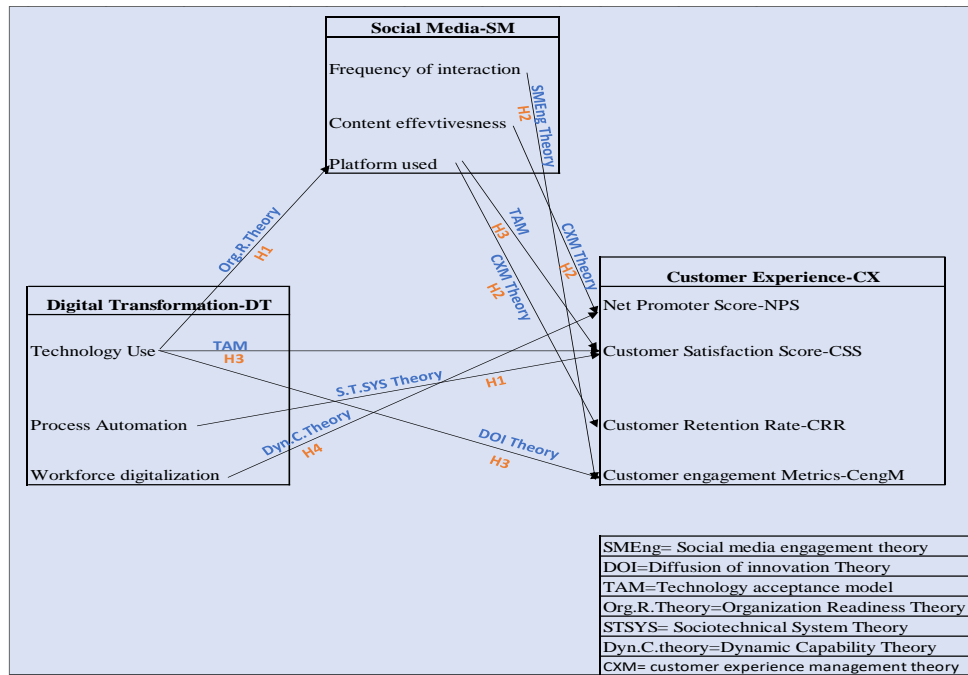 Social Media-SM
Frequency of interaction
Content effevtivesness
Platform used
SMEng Theory
H2
CXM Theory
H2
TAM
H3
CXM Theory
H2
Org.R.Theory
H1
Digital Transformation-DT
Technology Use
Process Automation
Workforce digitalization
TAM
H3
S.T.SYS Theory
H1
Dyn.C.Theory
H4
DOI Theory
H3
Customer Experience-CX
Net Promoter Score-NPS
Customer Satisfaction Score-CSS
Customer Retention Rate-CRR
Customer engagement Metrics-CengM
SMEng= Social media engagement theory
DOI=Diffusion of innovation Theory
TAM=Technology acceptance model
Org.R.Theory=Organization Readiness Theory
STSYS= Sociotechnical System Theory
Dyn.C.theory=Dynamic Capability Theory
CXM= customer experience management theory